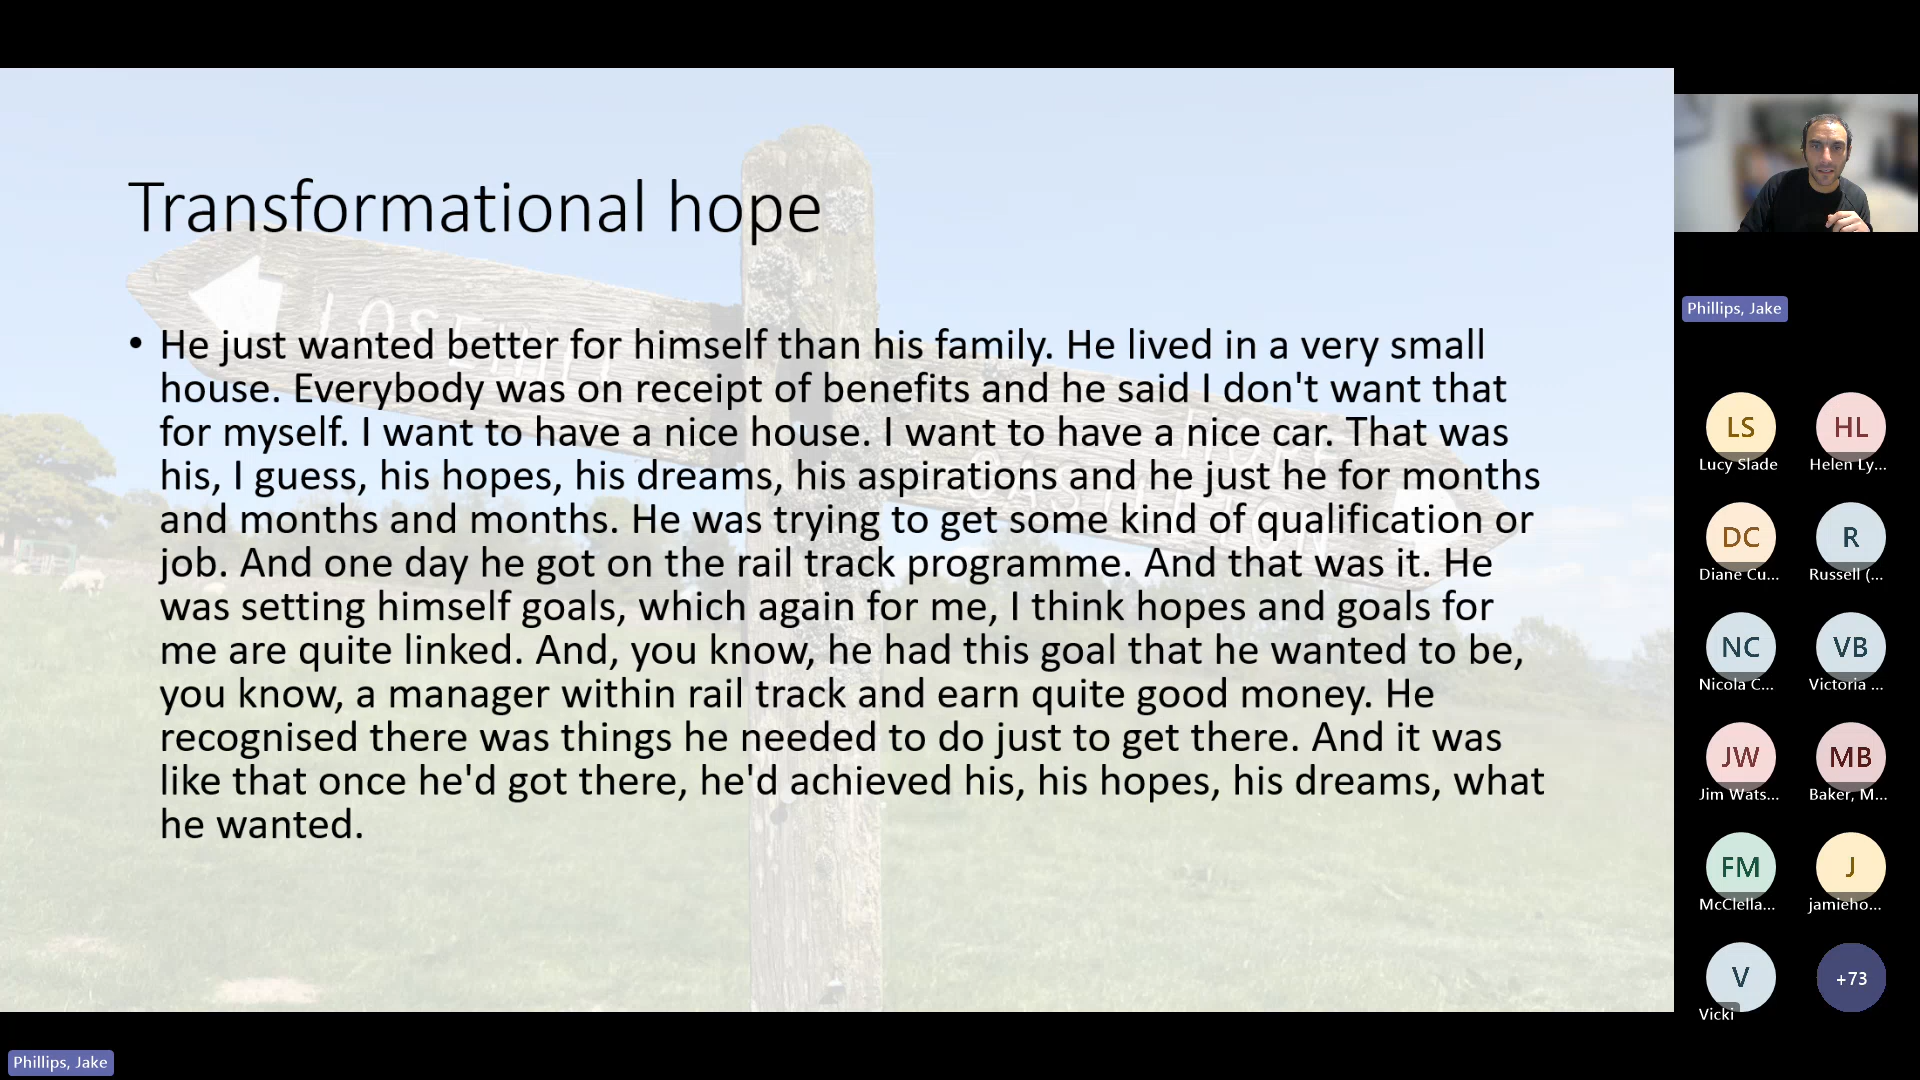 Transformational hope
• He just wanted better for himself than his family. He lived in a very small
house. Everybody was on receipt of benefits and he said I don't want that
for myself. I want to have a nice house. I want to have a nice car. That was
his, I guess, his hopes, his dreams, his aspirations and he just he for months
and months and months. He was trying to get some kind of qualification or
job. And one day he got on the rail track programme. And that was it. He
was setting himself goals, which again for me, I think hopes and goals for
me are quite linked. And, you know, he had this goal that he wanted to be,
you know, a manager within rail track and earn quite good money. He
recognised there was things he needed to do just to get there. And it was
like that once he'd got there, he'd achieved his, his hopes, his dreams, what
he wanted.
LOSEHILL
CASTLETON
Phillips, Jake
LS
HL
Lucy Slade
Helen Ly...
DC
R
Diane Cu...
Russell (...
NC
VB
Nicola C...
Victoria ...
JW
MB
Jim Wats...
Baker, M...
FM
J
McClella...
jamieho...
V
+73
Vicki
Phillips, Jake